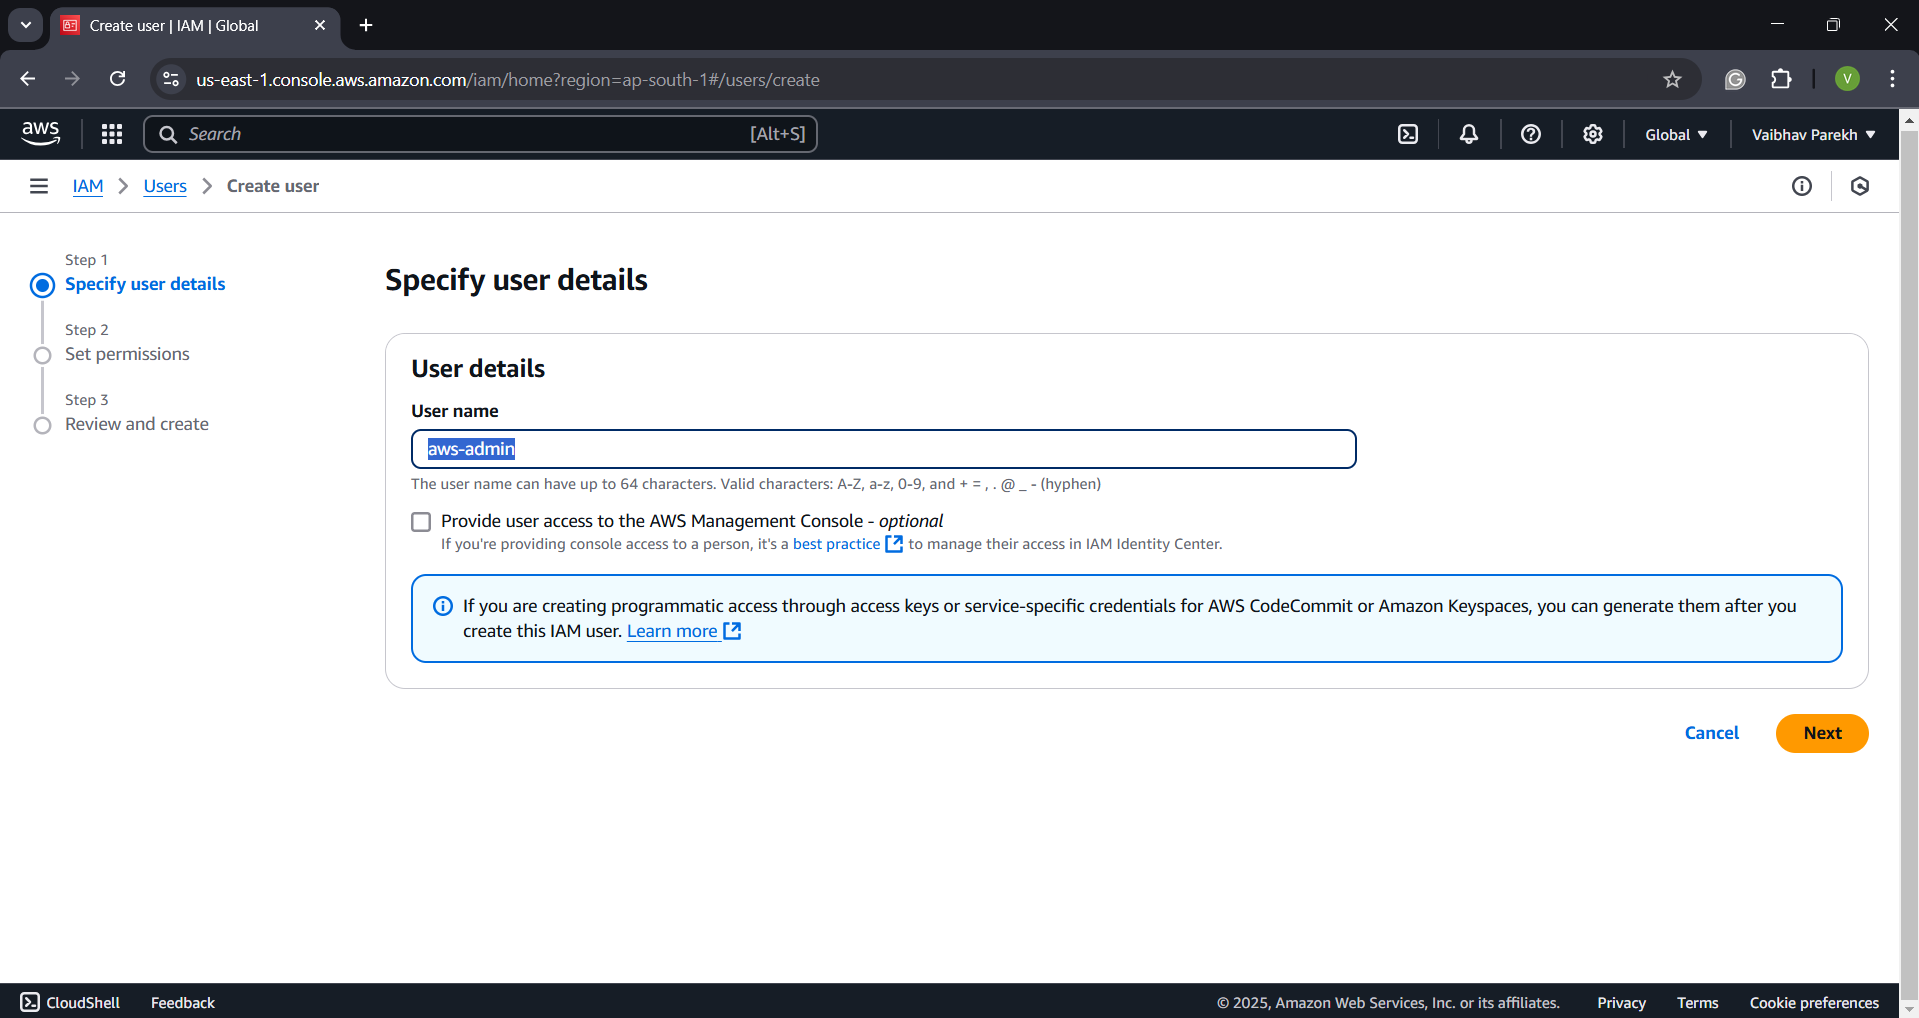 Create user | IAM | Global
us-east-1.console.aws.amazon.com/iam/home?region=ap-south-1#/users/create
V
aws
Search
[Alt+S]
Global
Vaibhav Parekh
IAM
Users
Create user
Step 1
Specify user details
Step 2
Set permissions
Step 3
Review and create
Specify user details
User details
User name
aws-admin
The user name can have up to 64 characters. Valid characters: A-Z, a-z, 0-9, and + = , . @ _ - (hyphen)
Provide user access to the AWS Management Console - optional
If you're providing console access to a person, it's a best practice to manage their access in IAM Identity Center.
If you are creating programmatic access through access keys or service-specific credentials for AWS CodeCommit or Amazon Keyspaces, you can generate them after you
create this IAM user. Learn more
Cancel
Next
CloudShell
Feedback
© 2025, Amazon Web Services, Inc. or its affiliates.
Privacy
Terms
Cookie preferences